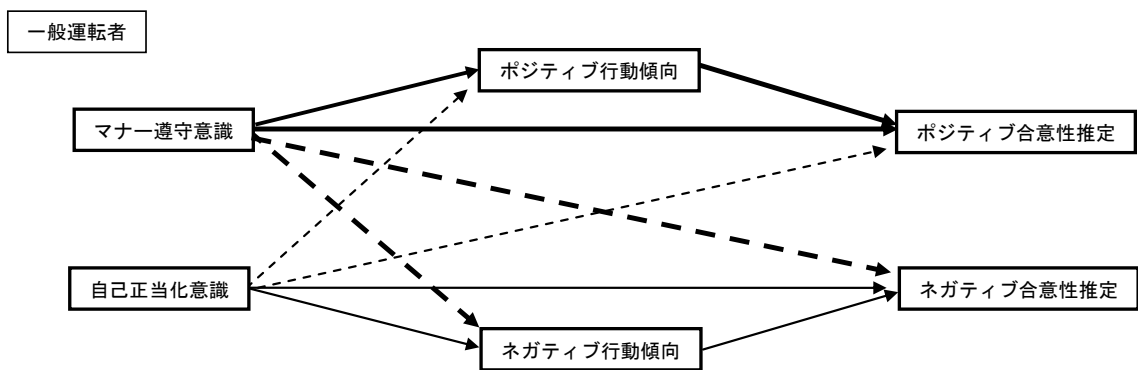 一般運転者
ポジティブ行動傾向
マナー遵守意識
ポジティブ合意性推定
自己正当化意識
ネガティブ合意性推定
ネガティブ行動傾向